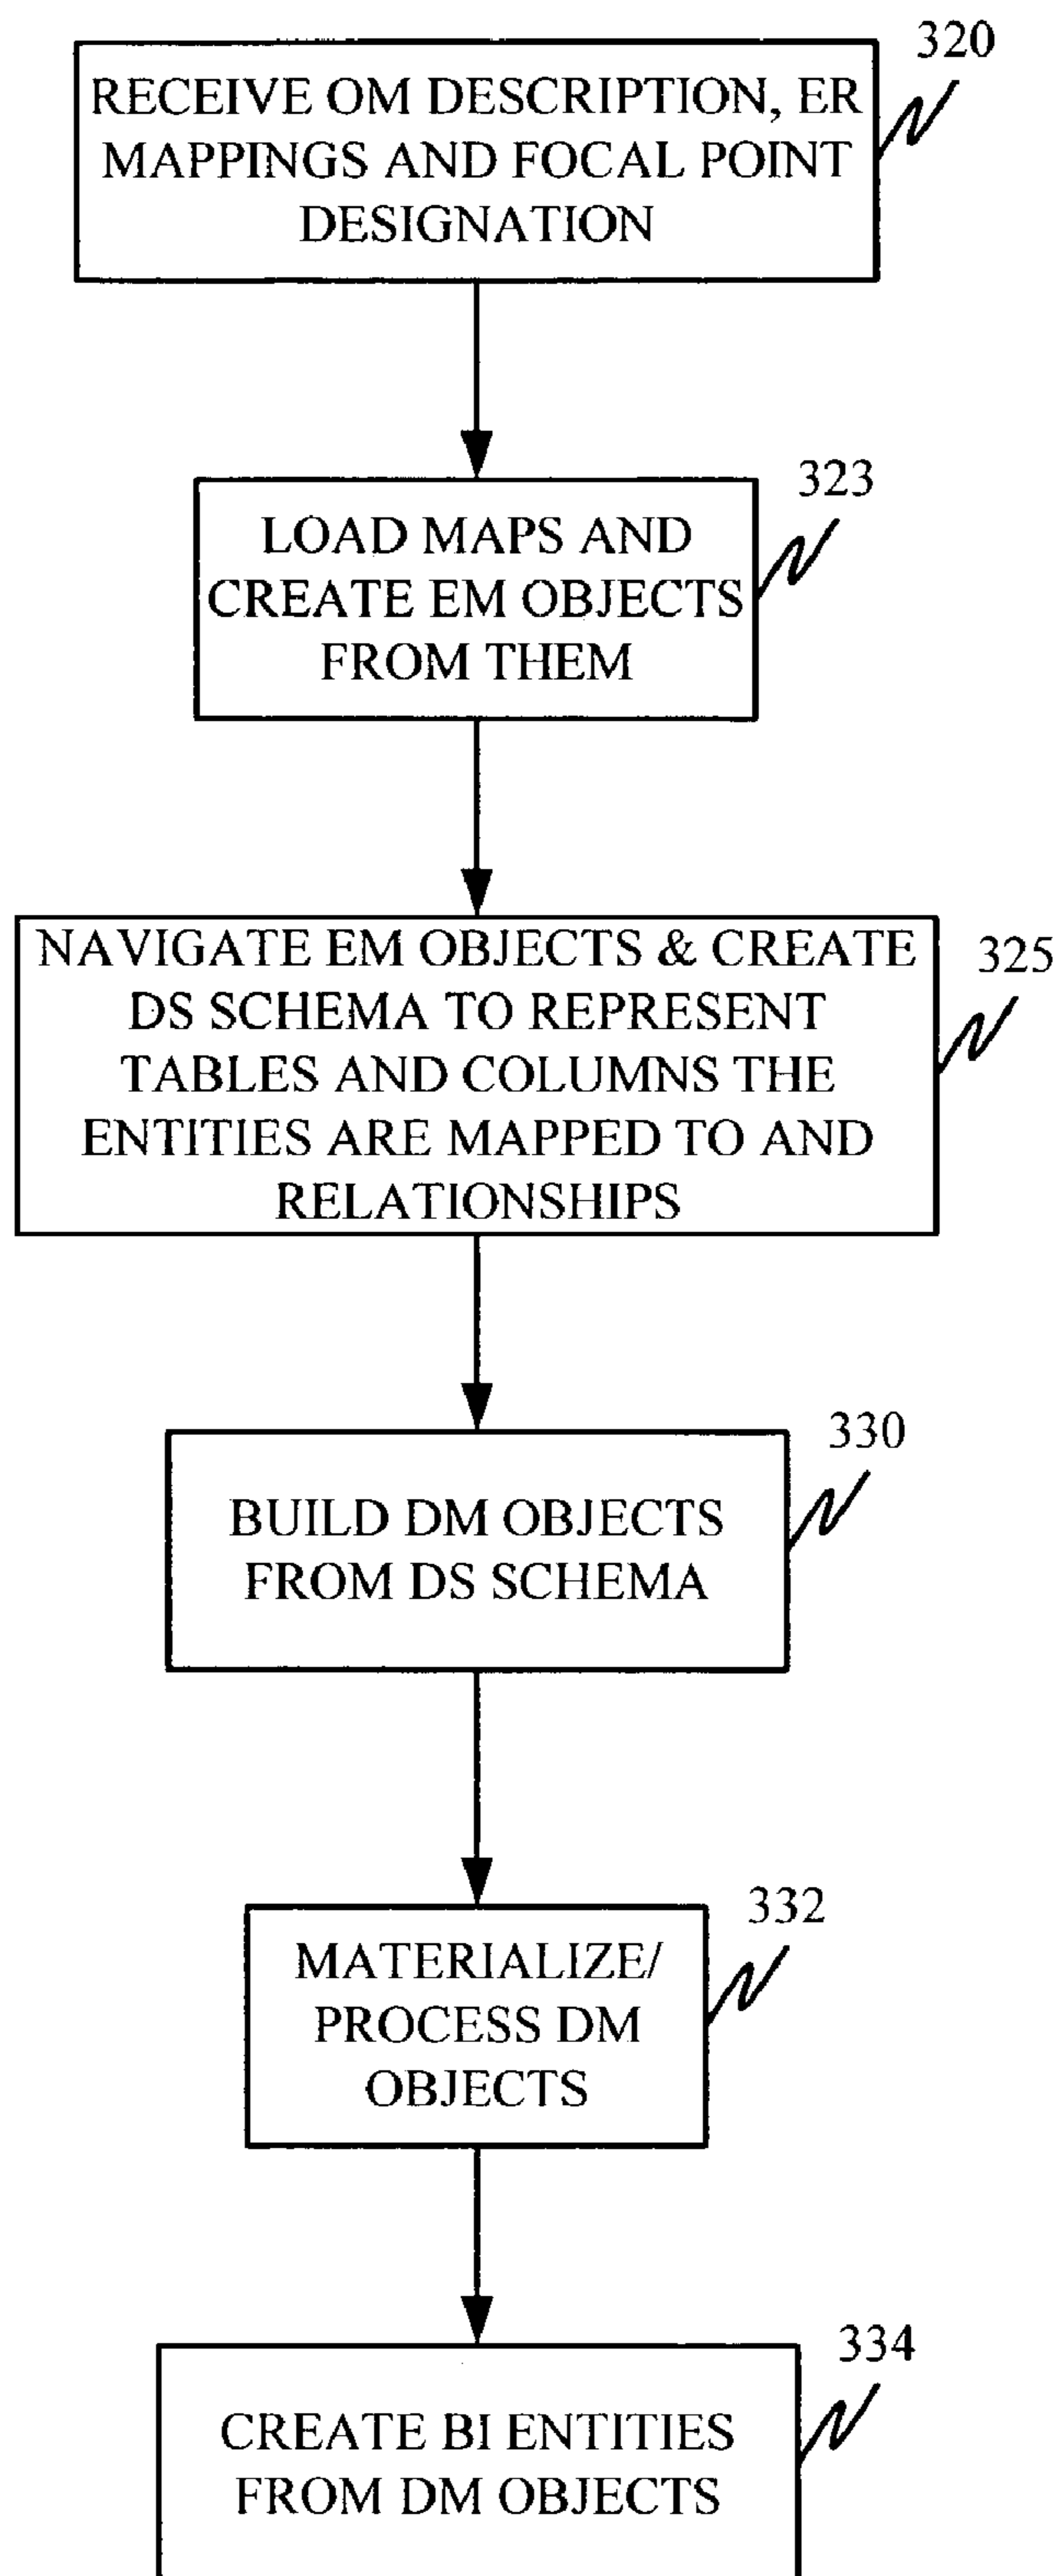 320
RECEIVE OM DESCRIPTION, ER
MAPPINGS AND FOCAL POINT
DESIGNATION
323
LOAD MAPS AND
CREATE EM OBJECTS
FROM THEM
325
NAVIGATE EM OBJECTS & CREATE
DS SCHEMA TO REPRESENT
TABLES AND COLUMNS THE
ENTITIES ARE MAPPED TO AND
RELATIONSHIPS
330
BUILD DM OBJECTS
FROM DS SCHEMA
332
MATERIALIZE/
PROCESS DM
OBJECTS
334
CREATE BI ENTITIES
FROM DM OBJECTS